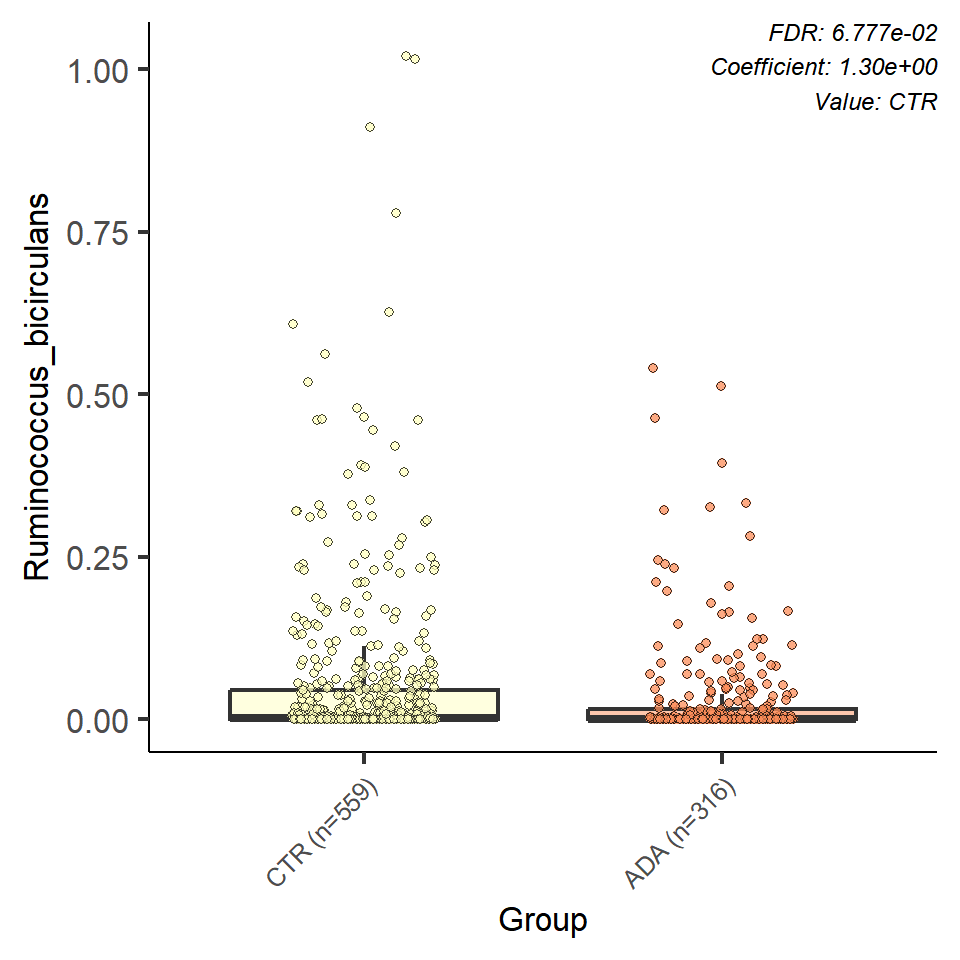 FDR: 6.777e-02
Coefficient: 1.30e+00
Value: CTR
Ruminococcus_bicirculans
1.00
0.75
0.50
0.25
0.00
CTR (n=559)
ADA (n=316)
Group